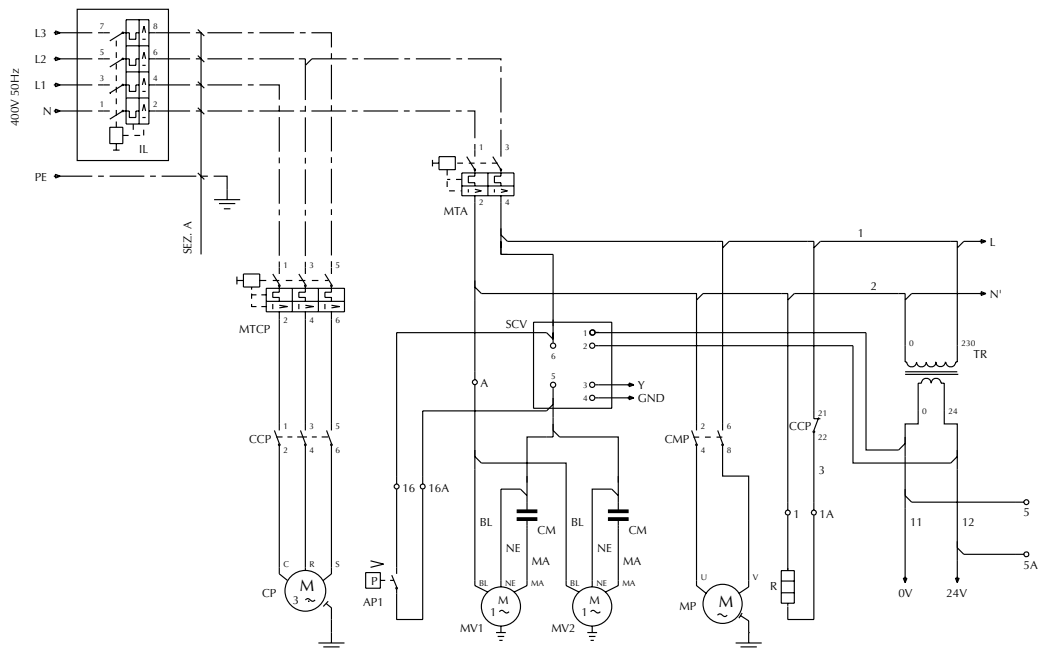 400V 50Hz
L3
L2
L1
N
PE
7 8
5 6
3 4
1 2
IL
SEZ. A
1 3
MTA
2 4
1 3 5
MTCP
2 4 6
1
L
2
N'
SCV
6
5
1
2
3 Y
4 GND
A
0 230
TR
0 24
CCP
1 3 5
2 4 6
CMP
2 6
4 8
CCP
21
22
3
16 16A
1 1A
BL NE MA CM
BL NE MA CM
11 12
5
5A
0V 24V
C R S
CP
M
3 ~
P
AP1
BL NE MA
M
1 ~
MV1
BL NE MA
M
1 ~
MV2
U V
MP
M
~
R